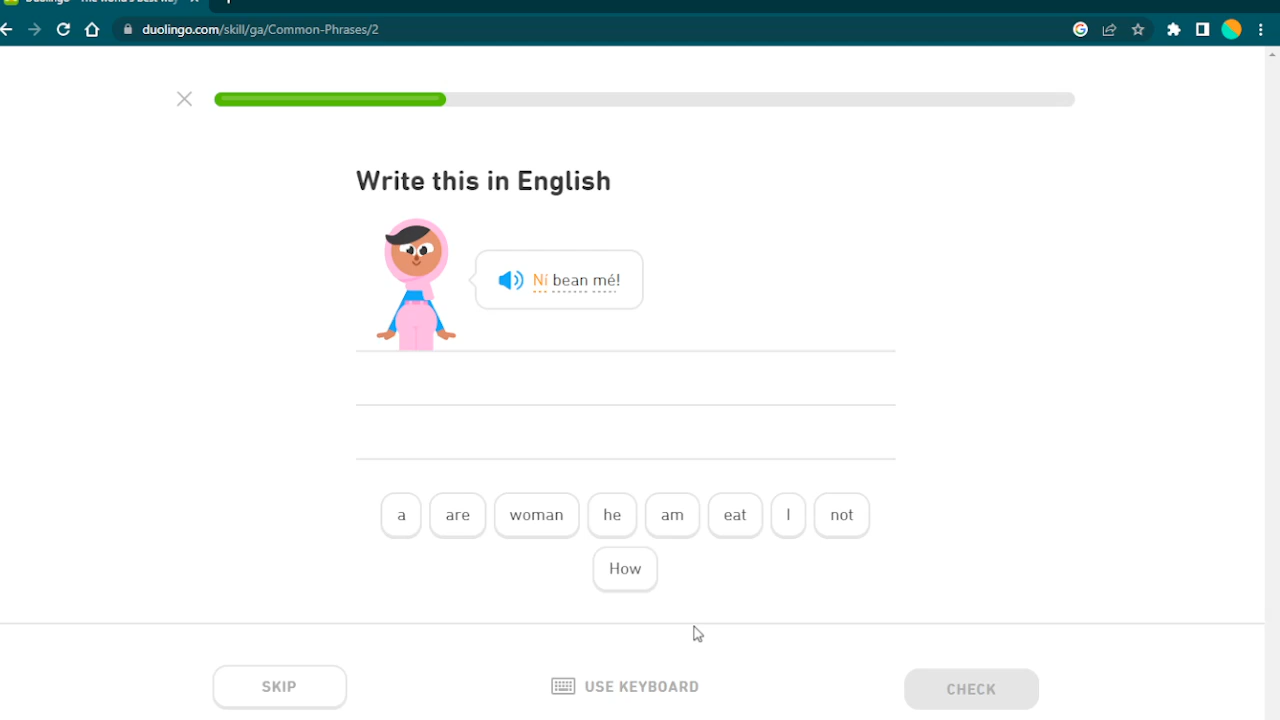 duolingo.com/skill/ga/Common-Phrases/2
Write this in English
Ní bean mé!
a are woman he am eat I not
How
SKIP
USE KEYBOARD
CHECK